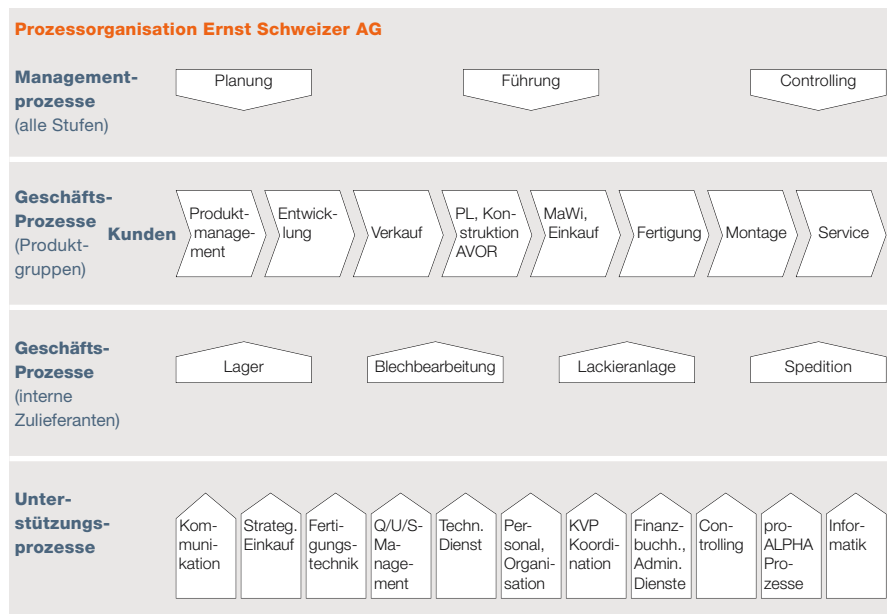 Prozessorganisation Ernst Schweizer AG
Management-
prozesse
(alle Stufen)
Planung
Führung
Controlling
Geschäfts-
Prozesse
(Produkt-
gruppen)
Kunden
Produkt-
manage-
ment
Entwick-
lung
Verkauf
PL, Kon-
struktion
AVOR
MaWi,
Einkauf
Fertigung
Montage
Service
Geschäfts-
Prozesse
(interne
Zulieferanten)
Lager
Blechbearbeitung
Lackieranlage
Spedition
Unter-
stützungs-
prozesse
Kom-
muni-
kation
Strateg.
Einkauf
Ferti-
gungs-
technik
Q/U/S-
Ma-
nage-
ment
Techn.
Dienst
Per-
sonal,
Organi-
sation
KVP
Koordi-
nation
Finanz-
buchh.,
Admin.
Dienste
Con-
trolling
pro-
ALPHA
Pro-
zesse
Infor-
matik